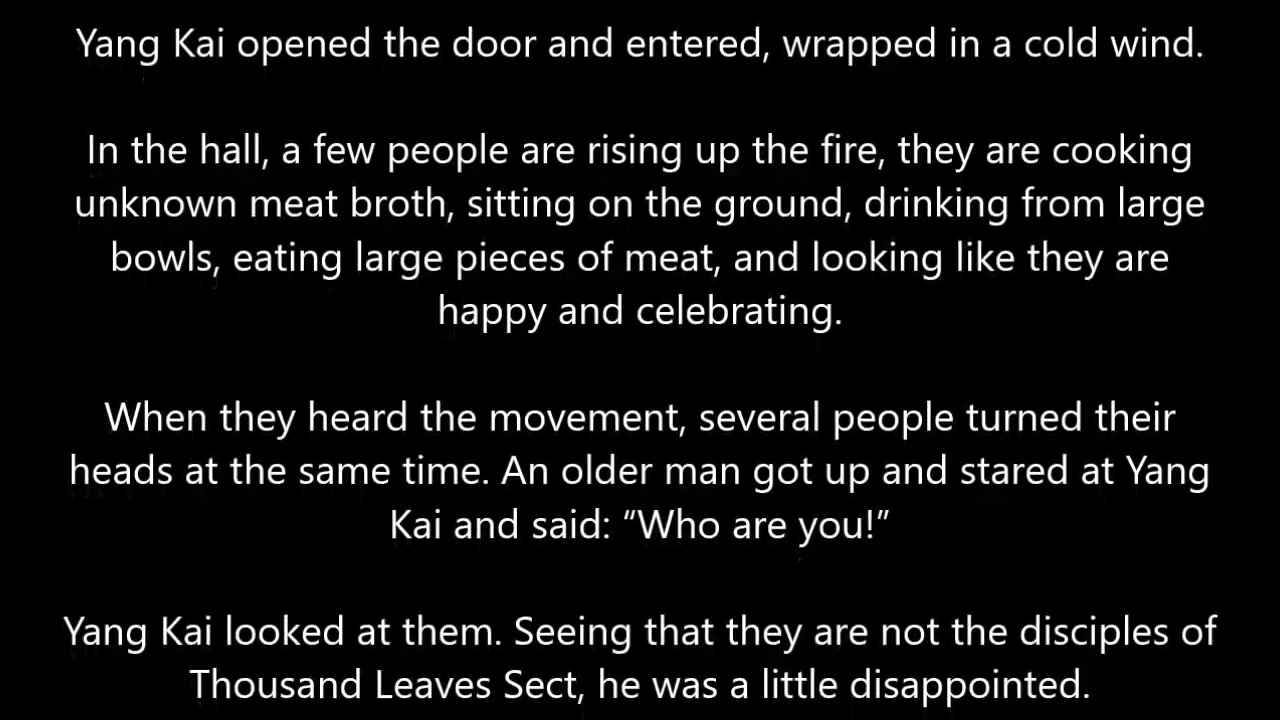 Yang Kai opened the door and entered, wrapped in a cold wind.
In the hall, a few people are rising up the fire, they are cooking
unknown meat broth, sitting on the ground, drinking from large
bowls, eating large pieces of meat, and looking like they are
happy and celebrating.
When they heard the movement, several people turned their
heads at the same time. An older man got up and stared at Yang
Kai and said: “Who are you!”
Yang Kai looked at them. Seeing that they are not the disciples of
Thousand Leaves Sect, he was a little disappointed.